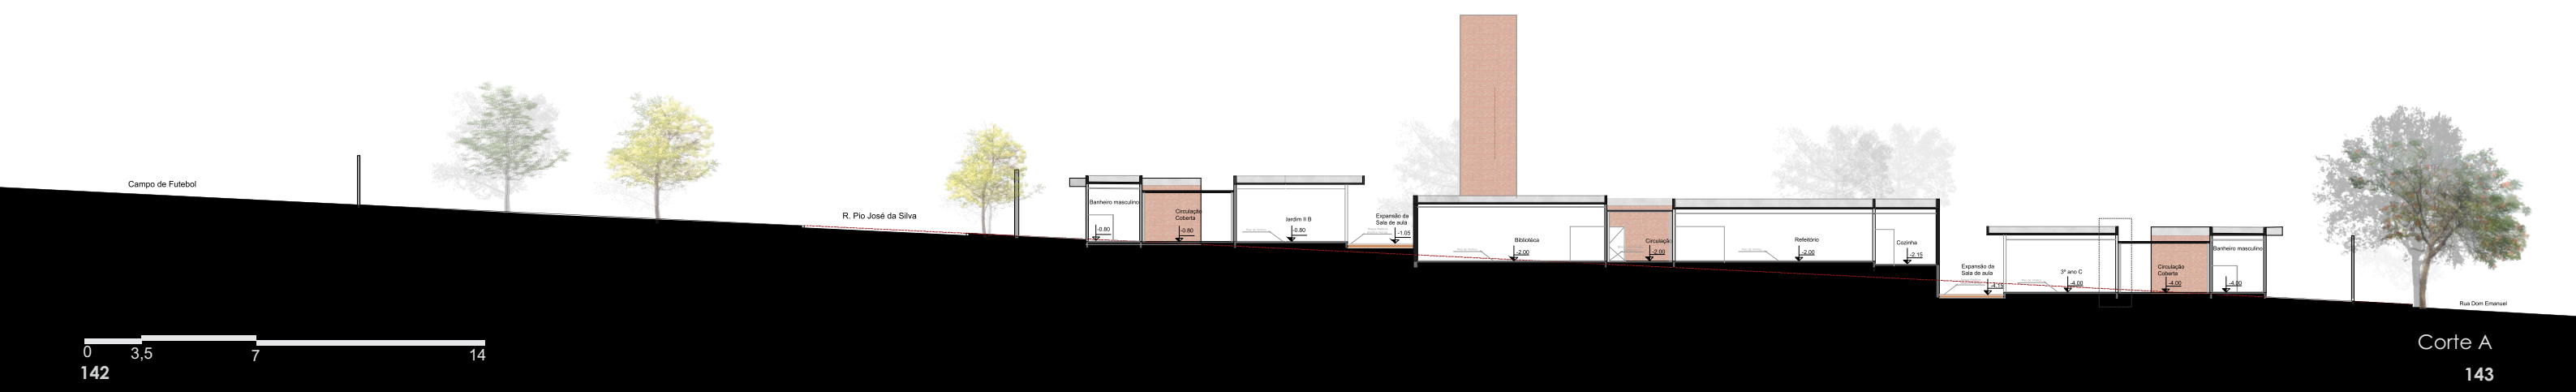 Campo de Futebol
R. Pio José da Silva
Banheiro masculino
-0.80
Circulação
Coberta
-0.80
Jardim II B
-0.80
Expansão da
Sala de aula
-1.05
Biblioteca
-2.00
Circulação
-2.00
Refeitório
-2.00
Cozinha
-2.15
Expansão da
Sala de aula
-4.15
3º ano C
-4.00
Circulação
Coberta
-4.00
Banheiro masculino
-4.00
Rua Dom Emanuel
0
3,5
7
14
142
Corte A
143